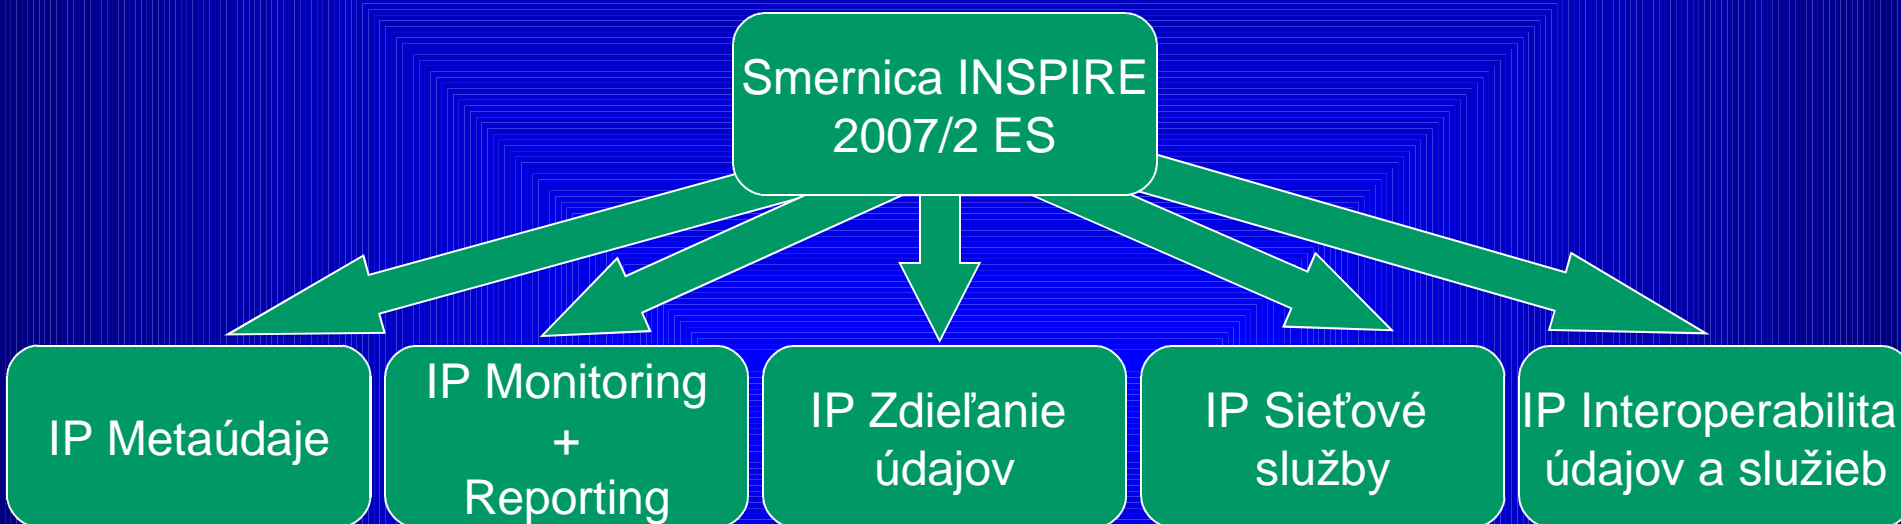 Smernica INSPIRE
2007/2 ES
IP Metaúdaje
IP Monitoring
+
Reporting
IP Zdieľanie
údajov
IP Sieťové
služby
IP Interoperabilita
údajov a služieb